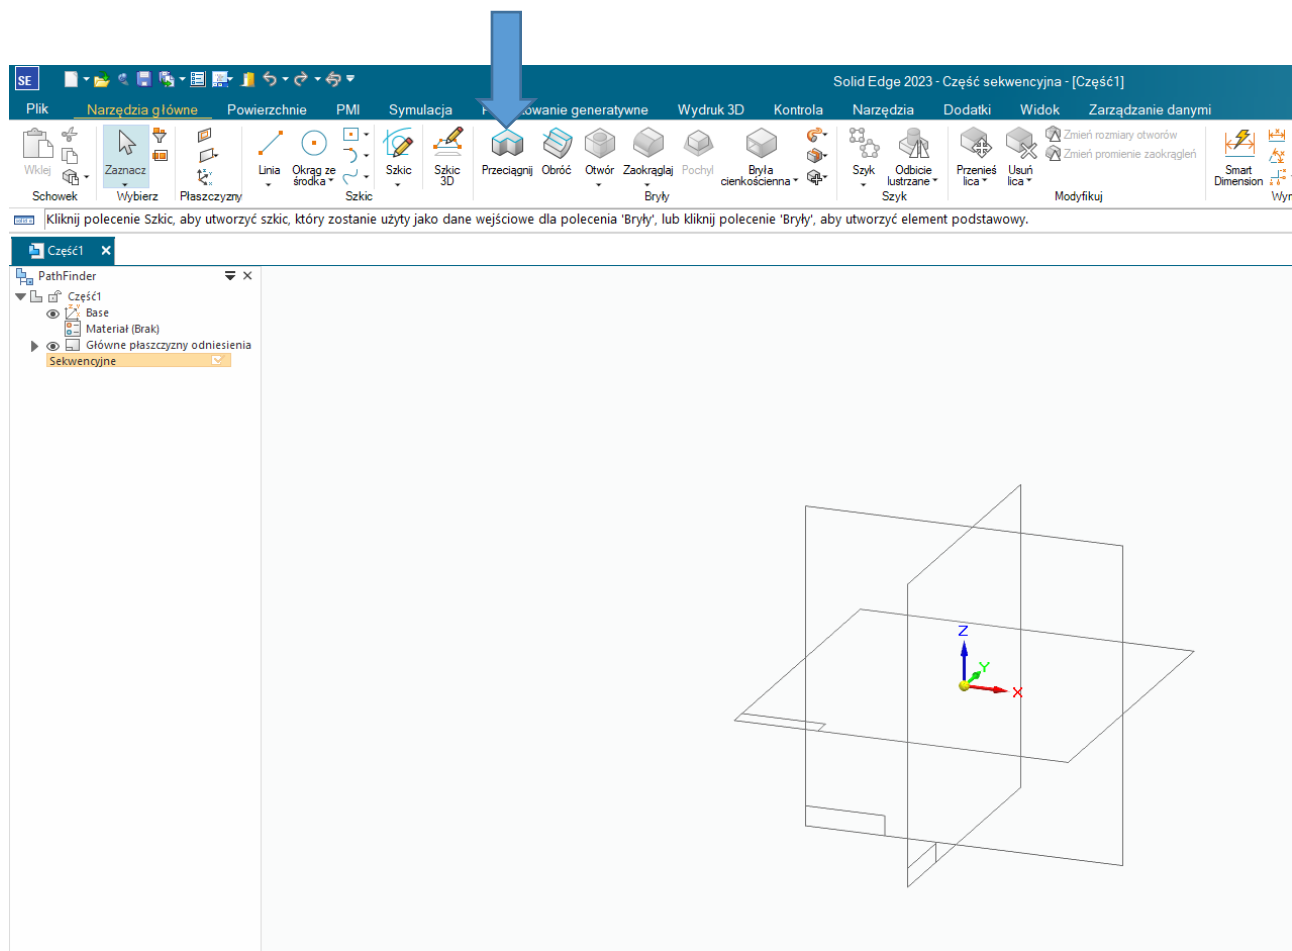 SE
Solid Edge 2023 - Część sekwencyjna - [Część1]
Plik Narzędzia główne Powierzchnie PMI Symulacja owanie generatywne Wydruk 3D Kontrola Narzędzia Dodatki Widok Zarządzanie danymi
Wklej
Schowek
Zaznacz
Wybierz
Płaszczyzny
Linia
Okrąg ze
środka
Szkic
Szkic
3D
Szkic
Przeciągnij
Obróć
Otwór
Zaokrąglaj
Pochyl
Bryła
cienkościenna
Bryły
Szyk
Odbicie
lustrzane
Szyk
Przenieś
lica
Usuń
lica
Zmień rozmiary otworów
Zmień promienie zaokrągleń
Modyfikuj
Smart
Dimension
Wyr
Kliknij polecenie Szkic, aby utworzyć szkic, który zostanie użyty jako dane wejściowe dla polecenia 'Bryły', lub kliknij polecenie 'Bryły', aby utworzyć element podstawowy.
Część1
PathFinder
Część1
Base
Materiał (Brak)
Główne płaszczyzny odniesienia
Sekwencyjne
Z
Y
X